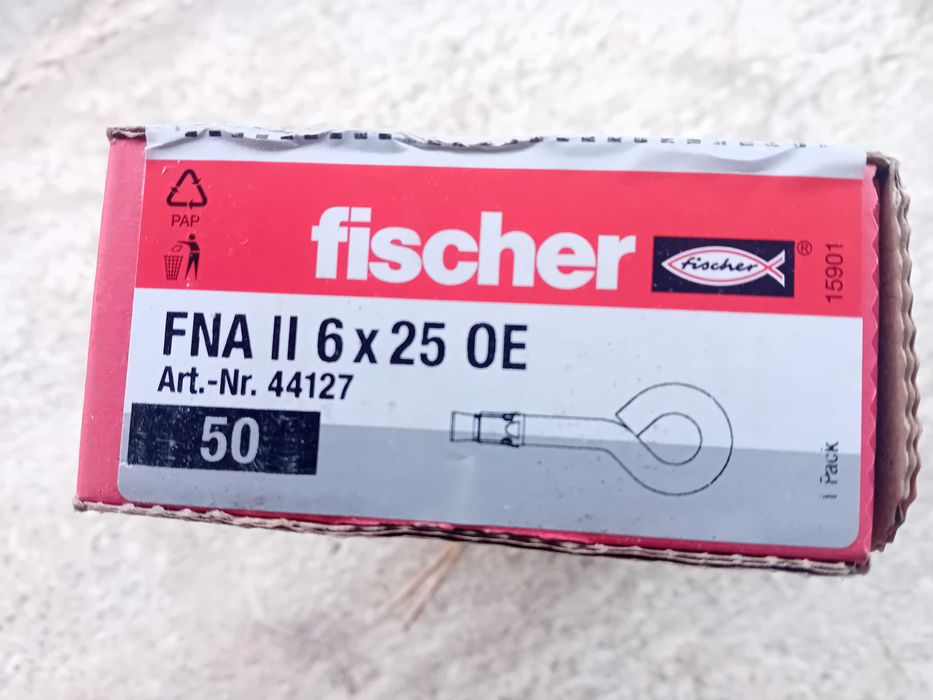 PAP
fischer
fischer®
15901
FNA II 6 x 25 OE
Art.-Nr. 44127
50
1 Pack